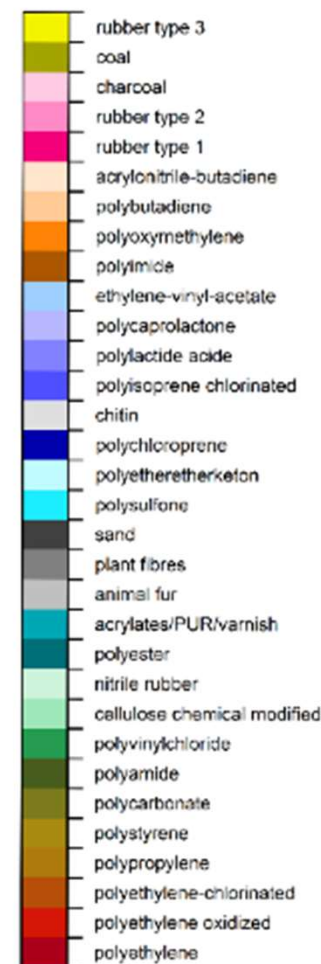 rubber type 3
coal
charcoal
rubber type 2
rubber type 1
acrylonitrile-butadiene
polybutadiene
polyoxymethylene
polyimide
ethylene-vinyl-acetate
polycaprolactone
polylactide acide
polyisoprene chlorinated
chitin
polychloroprene
polyetheretherketon
polysulfone
sand
plant fibres
animal fur
acrylates/PUR/varnish
polyester
nitrile rubber
cellulose chemical modified
polyvinylchloride
polyamide
polycarbonate
polystyrene
polypropylene
polyethylene-chlorinated
polyethylene oxidized
polyethylene